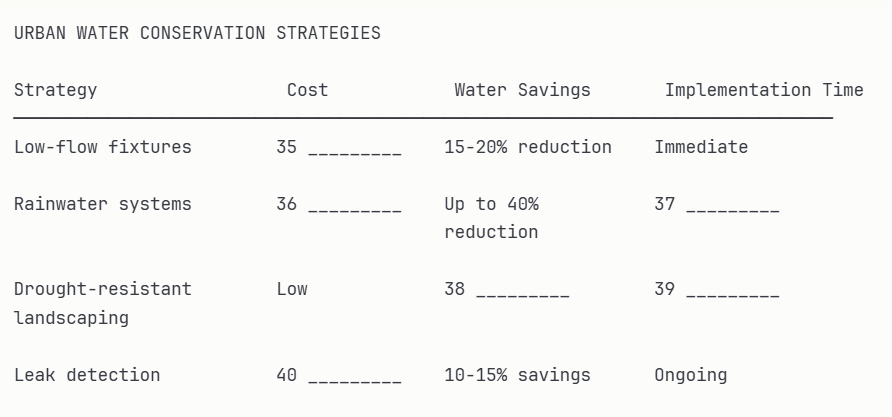 URBAN WATER CONSERVATION STRATEGIES
Strategy Cost Water Savings Implementation Time
Low-flow fixtures 35 _________ 15-20% reduction Immediate
Rainwater systems 36 _________ Up to 40% 37 _________
reduction
Drought-resistant Low 38 _________ 39 _________
landscaping
Leak detection 40 _________ 10-15% savings Ongoing